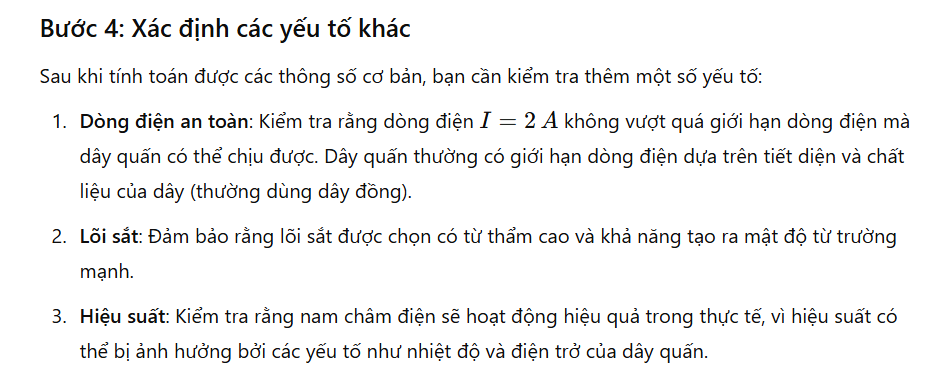 Bước 4: Xác định các yếu tố khác
Sau khi tính toán được các thông số cơ bản, bạn cần kiểm tra thêm một số yếu tố:
1. Dòng điện an toàn: Kiểm tra rằng dòng điện I = 2 A không vượt quá giới hạn dòng điện mà
dây quấn có thể chịu được. Dây quấn thường có giới hạn dòng điện dựa trên tiết diện và chất
liệu của dây (thường dùng dây đồng).
2. Lõi sắt: Đảm bảo rằng lõi sắt được chọn có từ thẩm cao và khả năng tạo ra mật độ từ trường
mạnh.
3. Hiệu suất: Kiểm tra rằng nam châm điện sẽ hoạt động hiệu quả trong thực tế, vì hiệu suất có
thể bị ảnh hưởng bởi các yếu tố như nhiệt độ và điện trở của dây quấn.